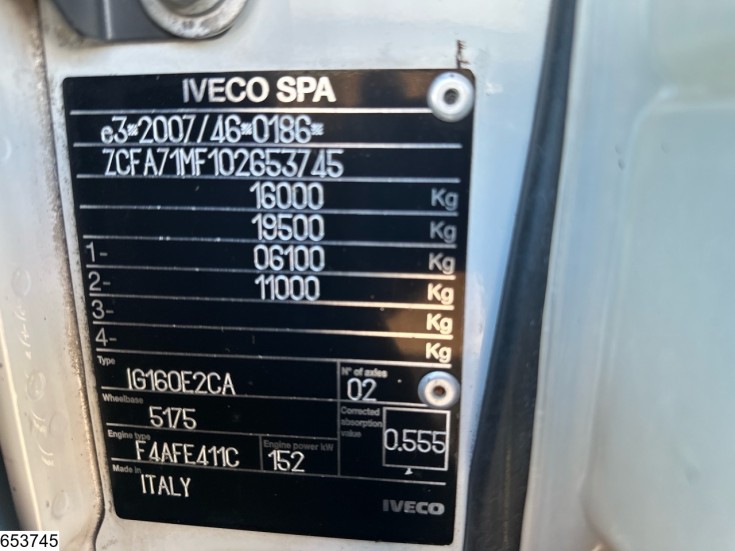 IVECO SPA
e3*2007/46*0186*
ZCFA71MF102653745
16000 Kg
19500 Kg
1- 06100 Kg
2- 11000 Kg
3- Kg
4- Kg
Type IG160E2CA N° of axles 02
Wheelbase 5175 Corrected absorption value 0.555
Engine type F4AFE411C Engine power kW 152
Made in ITALY
IVECO
653745